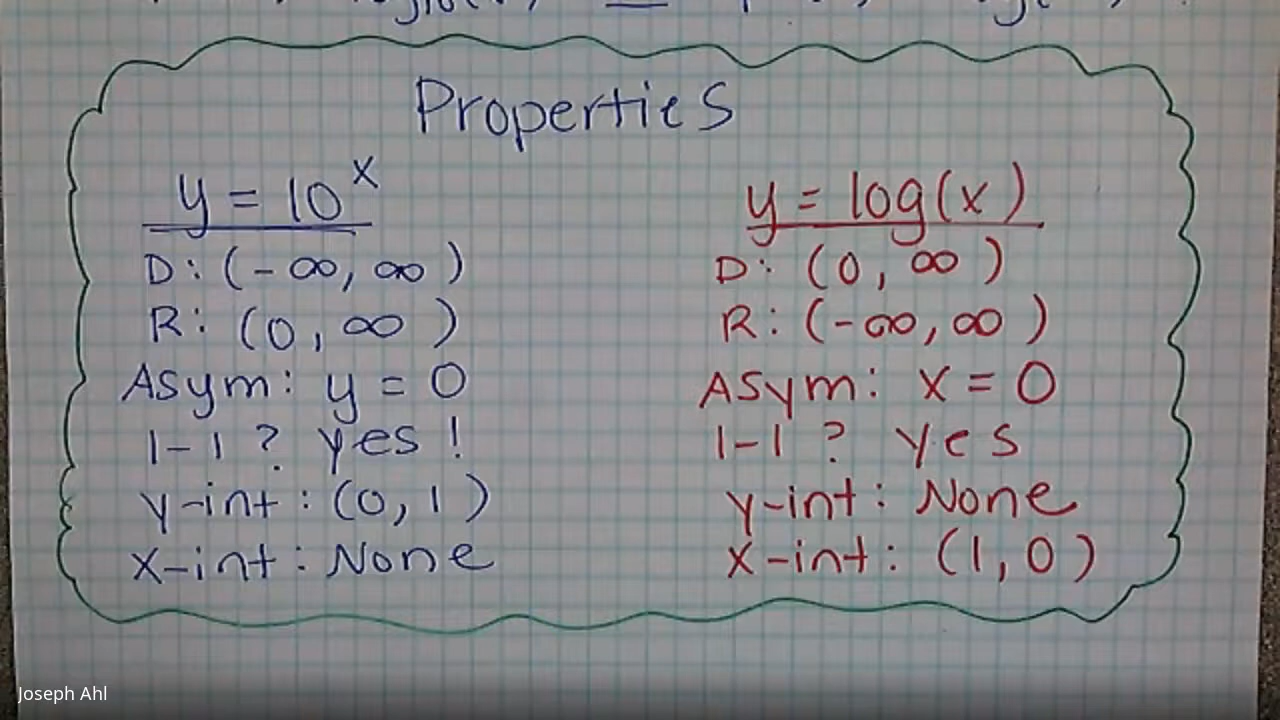 Properties
y = 10^x
D: (-∞, ∞)
R: (0, ∞)
Asym: y = 0
1-1 ? yes !
y-int : (0, 1)
x-int : None
y = log(x)
D: (0, ∞)
R: (-∞, ∞)
Asym: x = 0
1-1 ? yes
y-int : None
x-int : (1, 0)
Joseph Ahl